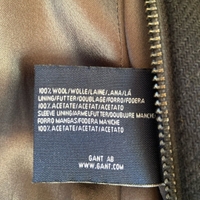 100% WOOL/WOLLE/LAINE/LANA/LÃ
LINING/FUTTER/DOUBLAGE/FORRO/FODERA
100% ACETATE/ACETAT/ACETATO
SLEEVE LINING/ÄRMELFUTTER/DOUBLURE MANCHE
FORRO MANGAS/FODERA MANICHE
100% ACETATE/ACETAT/ACETATO
GANT AB
WWW.GANT.COM